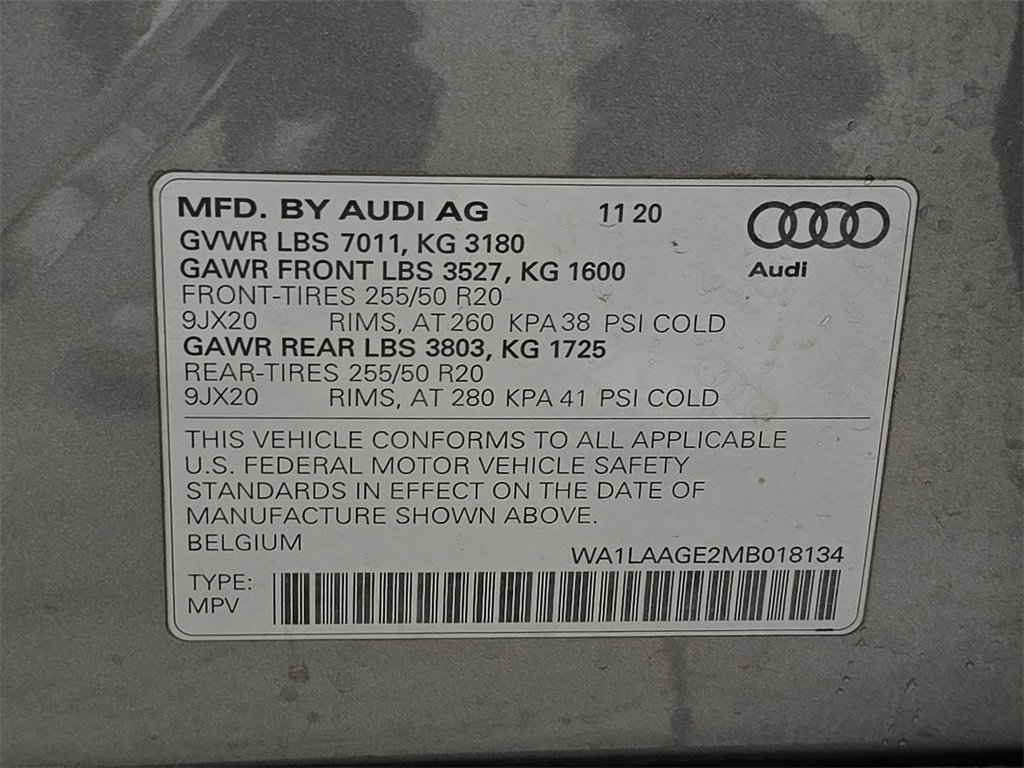 MFD. BY AUDI AG 11 20
GVWR LBS 7011, KG 3180
GAWR FRONT LBS 3527, KG 1600
Audi
FRONT-TIRES 255/50 R20
9JX20 RIMS, AT 260 KPA 38 PSI COLD
GAWR REAR LBS 3803, KG 1725
REAR-TIRES 255/50 R20
9JX20 RIMS, AT 280 KPA 41 PSI COLD
THIS VEHICLE CONFORMS TO ALL APPLICABLE
U.S. FEDERAL MOTOR VEHICLE SAFETY
STANDARDS IN EFFECT ON THE DATE OF
MANUFACTURE SHOWN ABOVE.
BELGIUM
WA1LAAGE2MB018134
TYPE:
MPV